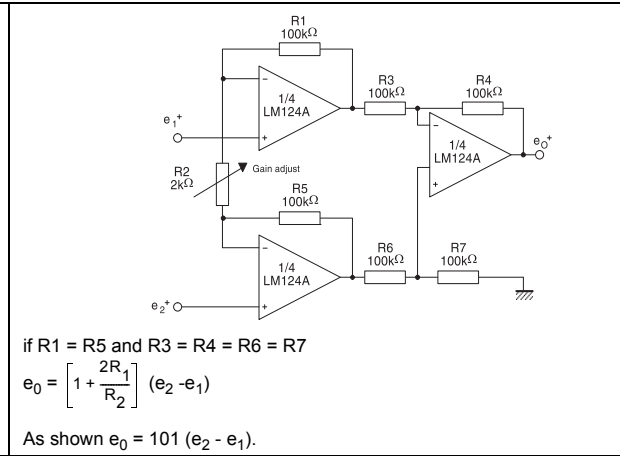 R1
100kΩ
R3
100kΩ
R4
100kΩ
1/4
LM124A
e1+
eO+
1/4
LM124A
R2
2kΩ
Gain adjust
R5
100kΩ
R6
100kΩ
R7
100kΩ
1/4
LM124A
e2+
if R1 = R5 and R3 = R4 = R6 = R7
e0 = [1 + 2R1/R2] (e2 -e1)
As shown e0 = 101 (e2 - e1).